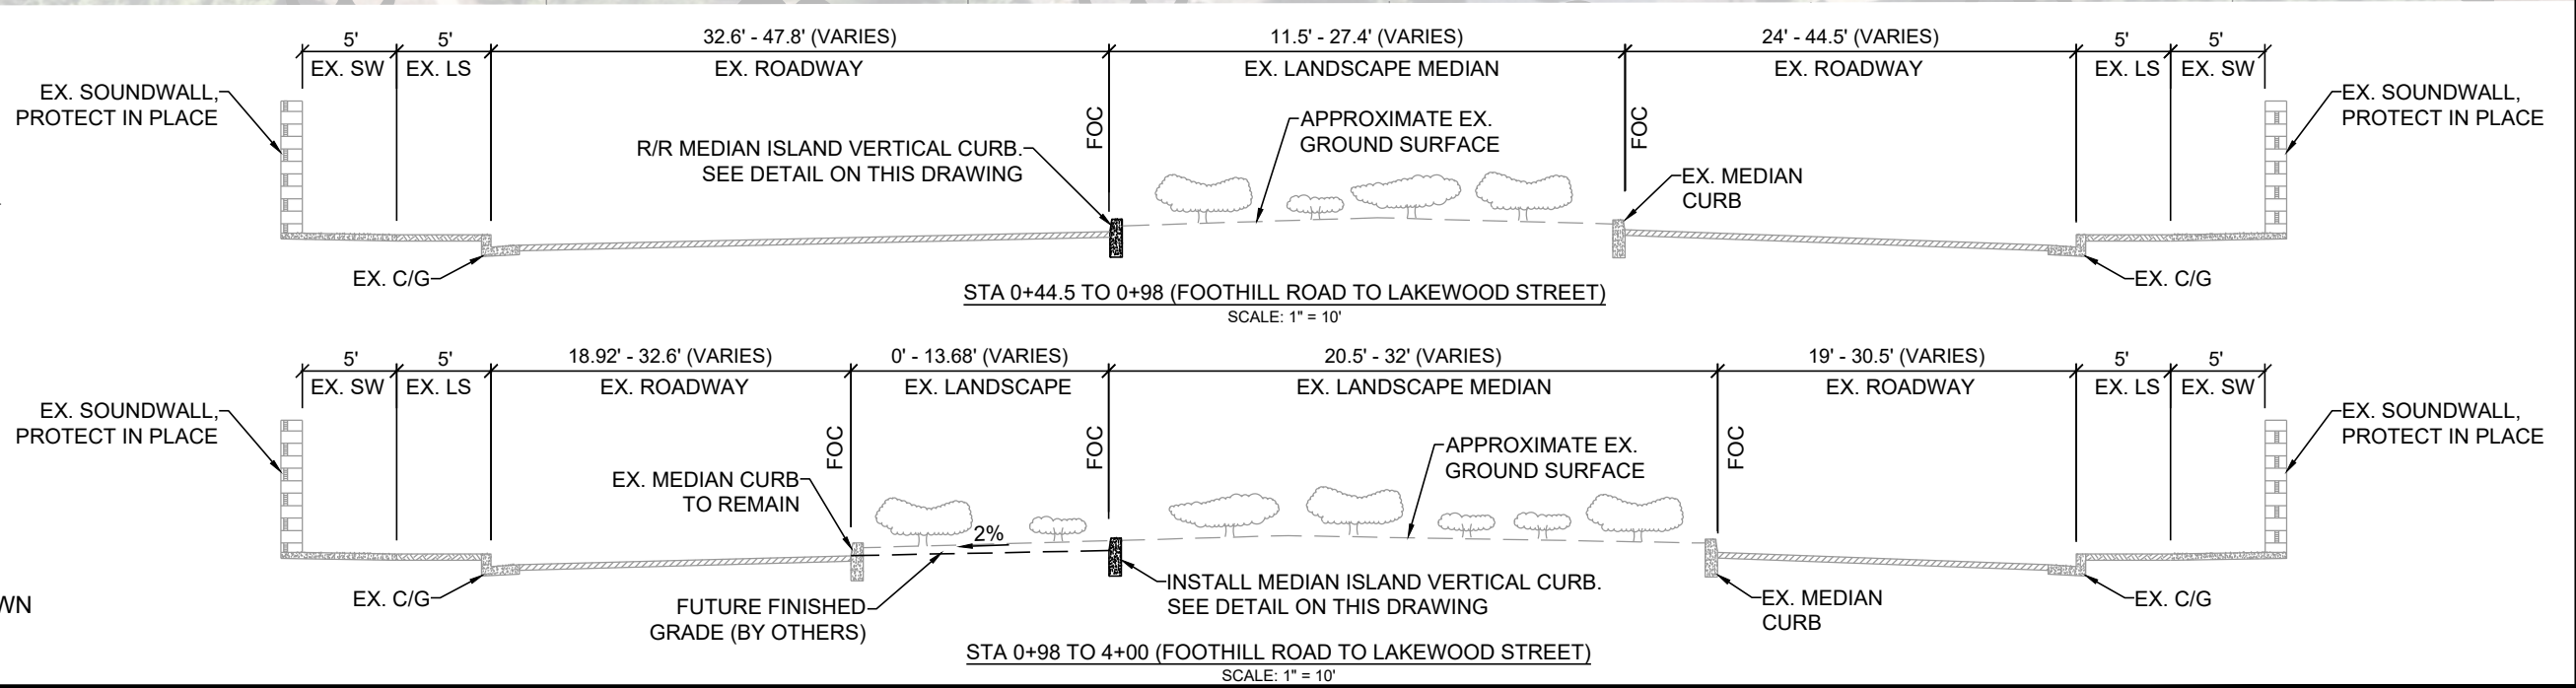 5'
5'
32.6' - 47.8' (VARIES)
11.5' - 27.4' (VARIES)
24' - 44.5' (VARIES)
5'
5'
EX. SW
EX. LS
EX. ROADWAY
EX. LANDSCAPE MEDIAN
EX. ROADWAY
EX. LS
EX. SW
EX. SOUNDWALL,
PROTECT IN PLACE
R/R MEDIAN ISLAND VERTICAL CURB.
SEE DETAIL ON THIS DRAWING
FOC
APPROXIMATE EX.
GROUND SURFACE
FOC
EX. MEDIAN
CURB
EX. SOUNDWALL,
PROTECT IN PLACE
EX. C/G
EX. C/G
STA 0+44.5 TO 0+98 (FOOTHILL ROAD TO LAKEWOOD STREET)
SCALE: 1" = 10'
5'
5'
18.92' - 32.6' (VARIES)
0' - 13.68' (VARIES)
20.5' - 32' (VARIES)
19' - 30.5' (VARIES)
5'
5'
EX. SW
EX. LS
EX. ROADWAY
EX. LANDSCAPE
EX. LANDSCAPE MEDIAN
EX. ROADWAY
EX. LS
EX. SW
EX. SOUNDWALL,
PROTECT IN PLACE
EX. MEDIAN CURB
TO REMAIN
FOC
FOC
APPROXIMATE EX.
GROUND SURFACE
FOC
EX. SOUNDWALL,
PROTECT IN PLACE
2%
EX. C/G
FUTURE FINISHED
GRADE (BY OTHERS)
INSTALL MEDIAN ISLAND VERTICAL CURB.
SEE DETAIL ON THIS DRAWING
EX. MEDIAN
CURB
EX. C/G
WN
STA 0+98 TO 4+00 (FOOTHILL ROAD TO LAKEWOOD STREET)
SCALE: 1" = 10'